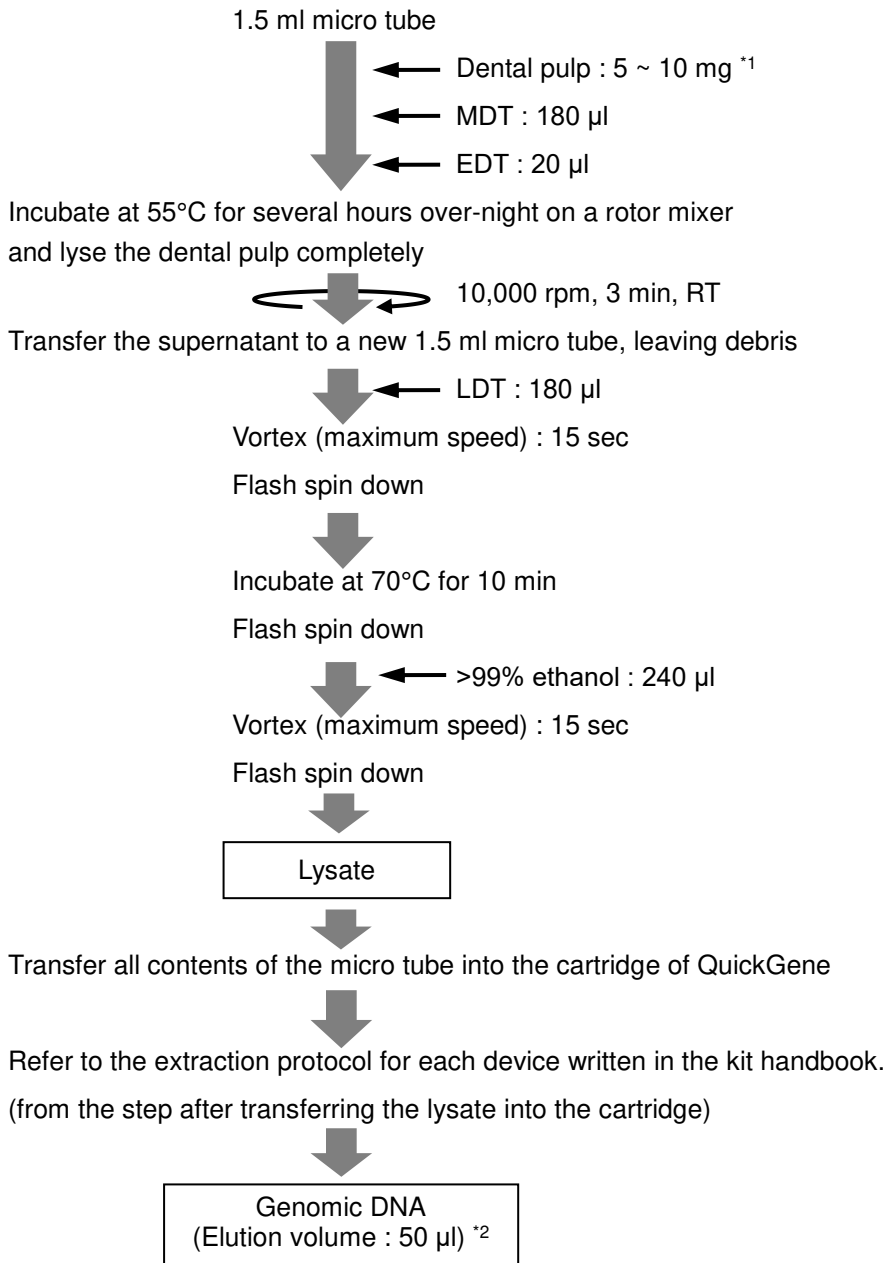 1.5 ml micro tube
Dental pulp : 5 ~ 10 mg *1
MDT : 180 µl
EDT : 20 µl
Incubate at 55°C for several hours over-night on a rotor mixer
and lyse the dental pulp completely
10,000 rpm, 3 min, RT
Transfer the supernatant to a new 1.5 ml micro tube, leaving debris
LDT : 180 µl
Vortex (maximum speed) : 15 sec
Flash spin down
Incubate at 70°C for 10 min
Flash spin down
>99% ethanol : 240 µl
Vortex (maximum speed) : 15 sec
Flash spin down
Lysate
Transfer all contents of the micro tube into the cartridge of QuickGene
Refer to the extraction protocol for each device written in the kit handbook.
(from the step after transferring the lysate into the cartridge)
Genomic DNA
(Elution volume : 50 µl) *2